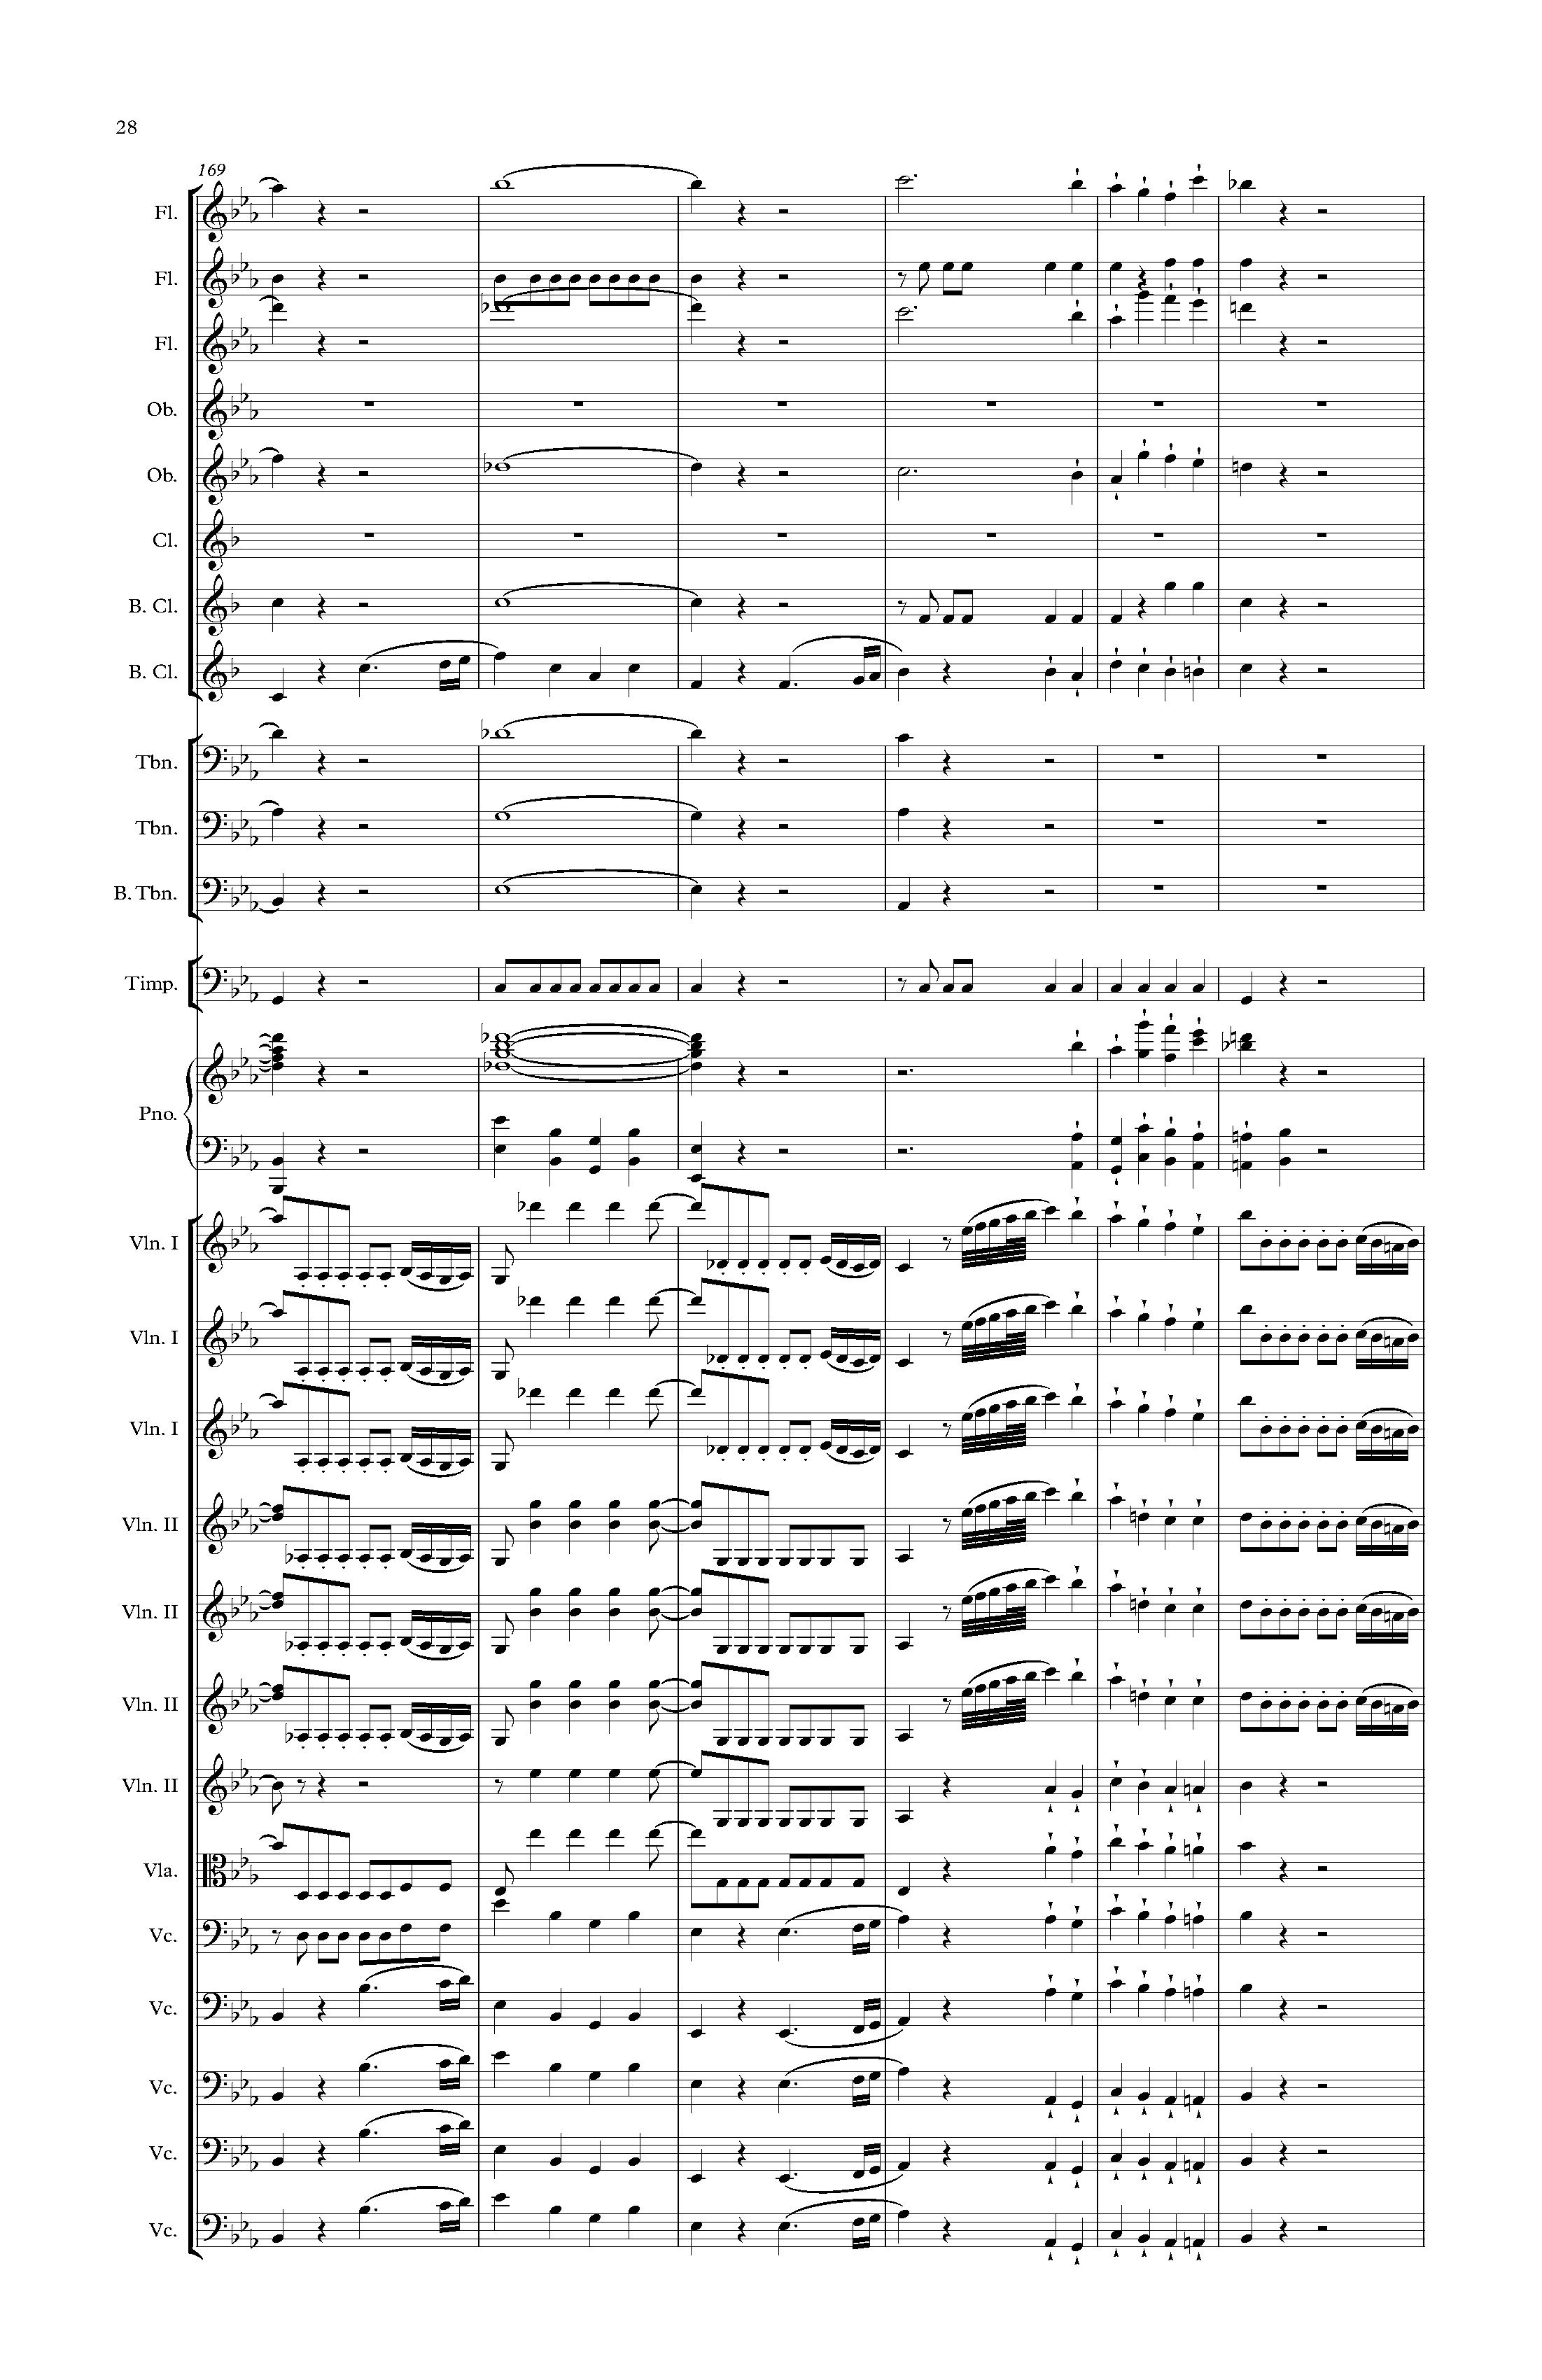 28
169
Fl.
Fl.
Fl.
Ob.
Ob.
Cl.
B. Cl.
B. Cl.
Tbn.
Tbn.
B. Tbn.
Timp.
Pno.
Vln. I
Vln. I
Vln. I
Vln. II
Vln. II
Vln. II
Vln. II
Vla.
Vc.
Vc.
Vc.
Vc.
Vc.